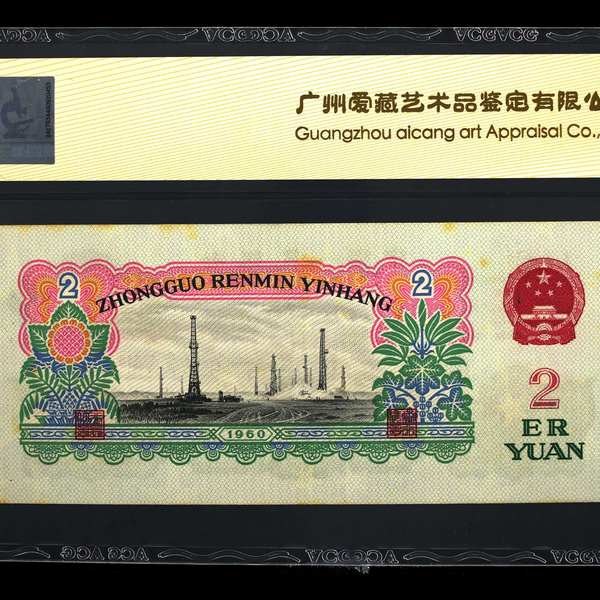 广州爱藏艺术品鉴定有限公
Guangzhou aicang art Appraisal Co.,
2
2
ZHONGGUO RENMIN YINHANG
2
ER
YUAN
1960